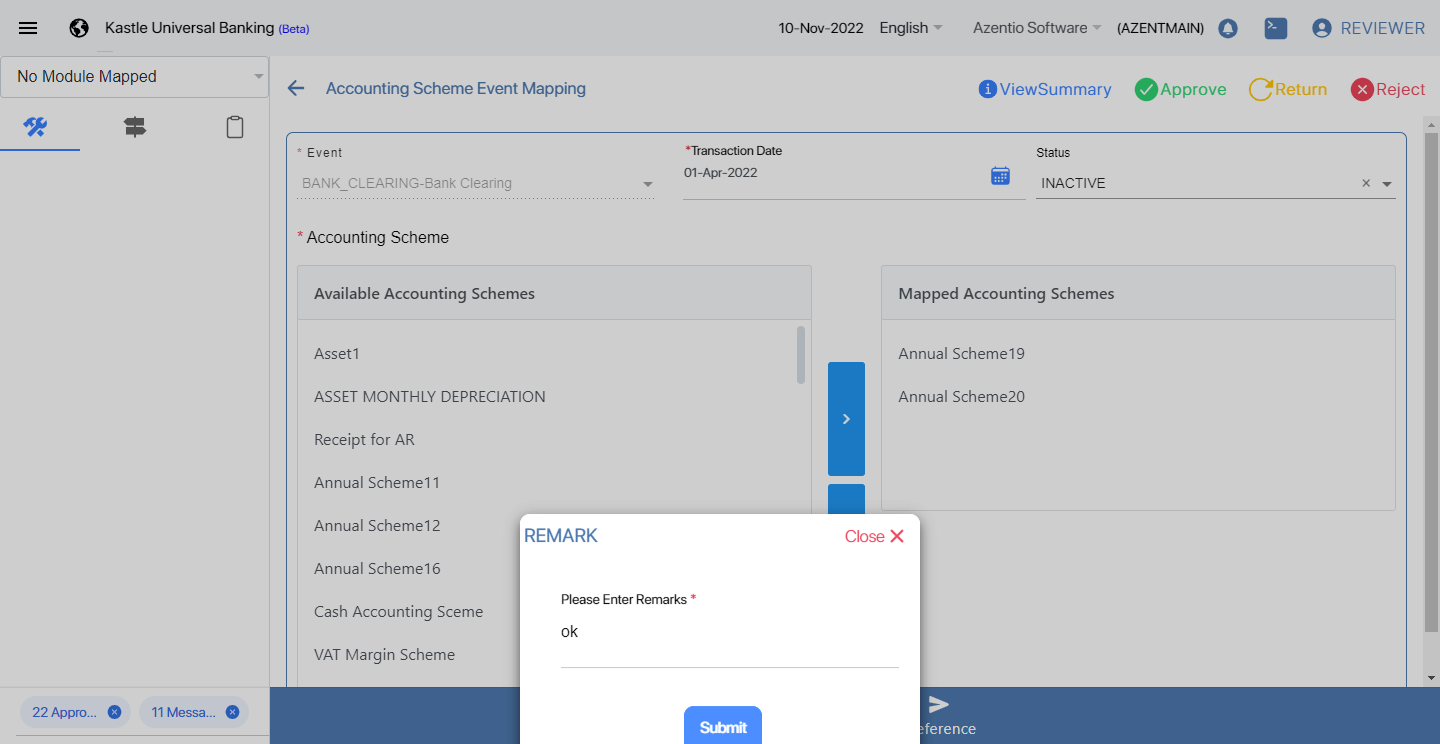 Kastle Universal Banking (Beta)
10-Nov-2022 English Azentio Software (AZENTMAIN) REVIEWER
No Module Mapped
Accounting Scheme Event Mapping
ViewSummary Approve Return Reject
* Event
BANK_CLEARING-Bank Clearing
*Transaction Date
01-Apr-2022
Status
INACTIVE
* Accounting Scheme
Available Accounting Schemes
Asset1
ASSET MONTHLY DEPRECIATION
Receipt for AR
Annual Scheme11
Annual Scheme12
Annual Scheme16
Cash Accounting Sceme
VAT Margin Scheme
Mapped Accounting Schemes
Annual Scheme19
Annual Scheme20
REMARK
Close
Please Enter Remarks *
ok
Submit
22 Appro...
11 Messa...
eference